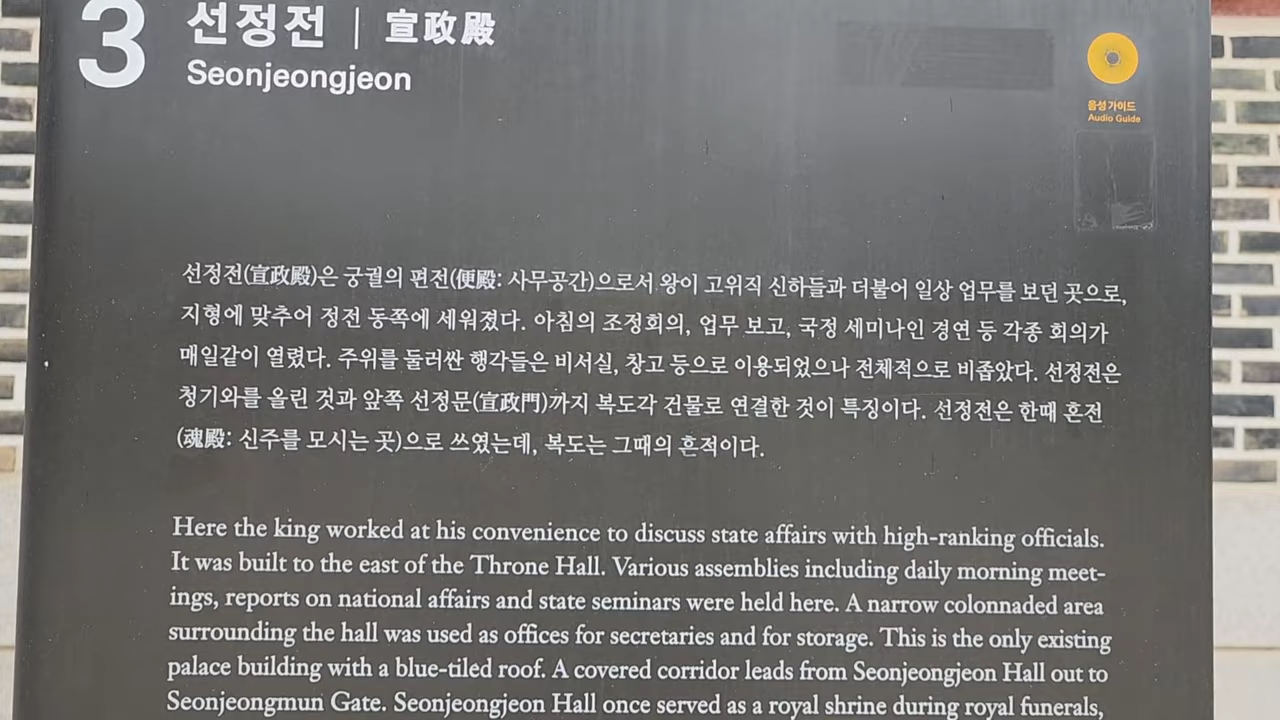 3
선정전 | 宣政殿
Seonjeongjeon
음성 가이드
Audio Guide
선정전(宣政殿)은 궁궐의 편전(便殿: 사무공간)으로서 왕이 고위직 신하들과 더불어 일상 업무를 보던 곳으로,
지형에 맞추어 정전 동쪽에 세워졌다. 아침의 조정회의, 업무 보고, 국정 세미나인 경연 등 각종 회의가
매일같이 열렸다. 주위를 둘러싼 행각들은 비서실, 창고 등으로 이용되었으나 전체적으로 비좁았다. 선정전은
청기와를 올린 것과 앞쪽 선정문(宣政門)까지 복도각 건물로 연결한 것이 특징이다. 선정전은 한때 혼전
(魂殿: 신주를 모시는 곳)으로 쓰였는데, 복도는 그때의 흔적이다.
Here the king worked at his convenience to discuss state affairs with high-ranking officials.
It was built to the east of the Throne Hall. Various assemblies including daily morning meet-
ings, reports on national affairs and state seminars were held here. A narrow colonnaded area
surrounding the hall was used as offices for secretaries and for storage. This is the only existing
palace building with a blue-tiled roof. A covered corridor leads from Seonjeongjeon Hall out to
Seonjeongmun Gate. Seonjeongjeon Hall once served as a royal shrine during royal funerals,